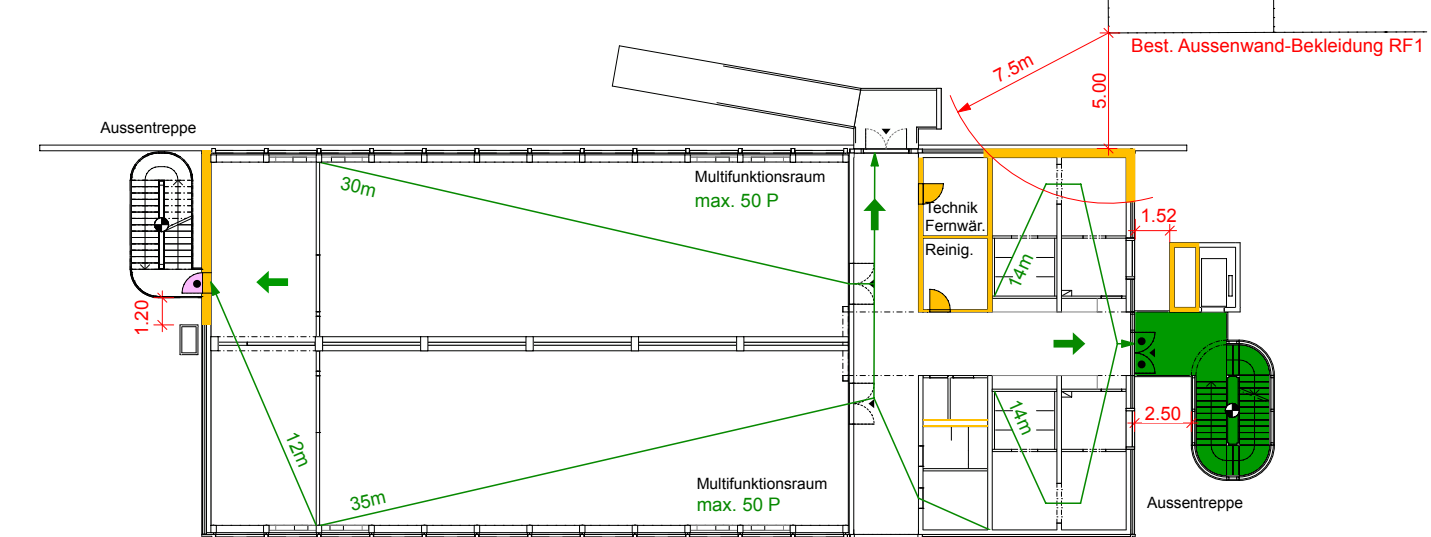 Best. Aussenwand-Bekleidung RF1
7.5m
5.00
Aussentreppe
30m
Multifunktionsraum
max. 50 P
Technik
Fernwär.
Reinig.
14m
1.52
1.20
12m
35m
14m
2.50
Multifunktionsraum
max. 50 P
Aussentreppe